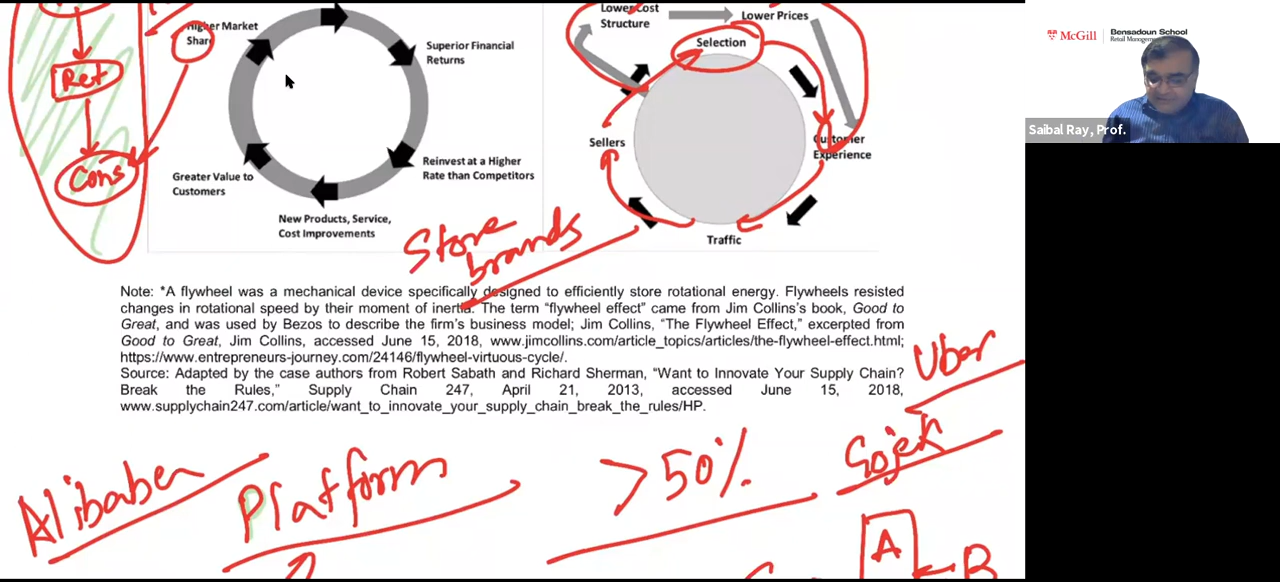 Lower Cost
Structure
Lower Prices
Higher Market
Share
Selection
Superior Financial
Returns
Ret
Sellers
Customer
Experience
Reinvest at a Higher
Rate than Competitors
Cons
Greater Value to
Customers
New Products, Service,
Cost Improvements
Traffic
Store
brands
McGill
Bensadoun School
Retail Management
Saibal Ray, Prof.
Note: *A flywheel was a mechanical device specifically designed to efficiently store rotational energy. Flywheels resisted
changes in rotational speed by their moment of inertia. The term “flywheel effect” came from Jim Collins’s book, Good to
Great, and was used by Bezos to describe the firm’s business model; Jim Collins, “The Flywheel Effect,” excerpted from
Good to Great, Jim Collins, accessed June 15, 2018, www.jimcollins.com/article_topics/articles/the-flywheel-effect.html;
https://www.entrepreneurs-journey.com/24146/flywheel-virtuous-cycle/.
Source: Adapted by the case authors from Robert Sabath and Richard Sherman, “Want to Innovate Your Supply Chain?
Break the Rules,” Supply Chain 247, April 21, 2013, accessed June 15, 2018,
www.supplychain247.com/article/want_to_innovate_your_supply_chain_break_the_rules/HP.
Uber
Gojek
Alibaba
Platform
>50%
A
B